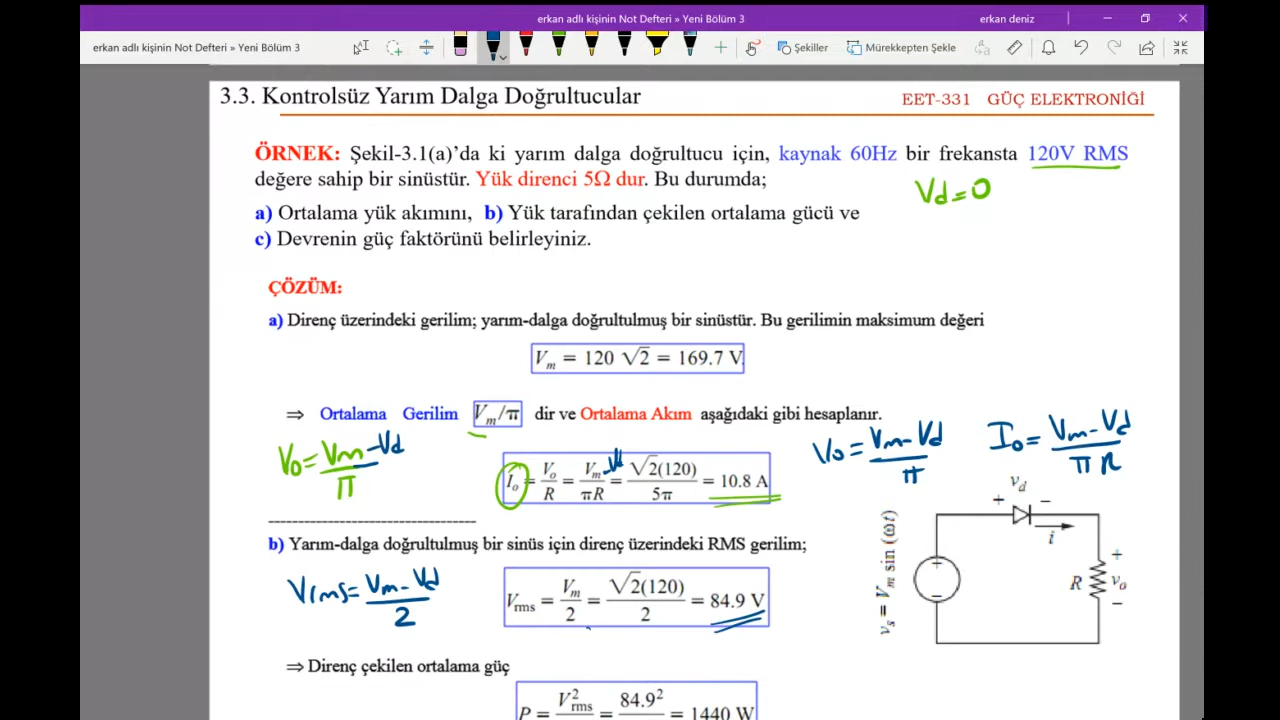 erkan adlı kişinin Not Defteri » Yeni Bölüm 3
erkan deniz
erkan adlı kişinin Not Defteri » Yeni Bölüm 3
Şekiller
Mürekkepten Şekle
3.3. Kontrolsüz Yarım Dalga Doğrultucular
EET-331 GÜÇ ELEKTRONİĞİ
ÖRNEK: Şekil-3.1(a)'da ki yarım dalga doğrultucu için, kaynak 60Hz bir frekansta 120V RMS
değere sahip bir sinüstür. Yük direnci 5Ω dur. Bu durumda;
Vd=0
a) Ortalama yük akımını, b) Yük tarafından çekilen ortalama gücü ve
c) Devrenin güç faktörünü belirleyiniz.
ÇÖZÜM:
a) Direnç üzerindeki gerilim; yarım-dalga doğrultulmuş bir sinüstür. Bu gerilimin maksimum değeri
Vm = 120 √2 = 169.7 V
⇒ Ortalama Gerilim Vm/π dir ve Ortalama Akım aşağıdaki gibi hesaplanır.
V0 = (Vm-Vd)/π
Io = Vo/R = Vm/πR = √2(120)/5π = 10.8 A
V0 = (Vm-Vd)/π
I0 = (Vm-Vd)/πR
b) Yarım-dalga doğrultulmuş bir sinüs için direnç üzerindeki RMS gerilim;
Vrms = (Vm-Vd)/2
Vrms = Vm/2 = √2(120)/2 = 84.9 V
vs = Vm sin (ωt)
+ vd −
i
+
−
R
+
vo
−
⇒ Direnç çekilen ortalama güç
P = V²rms = 84.9² = 1440 W